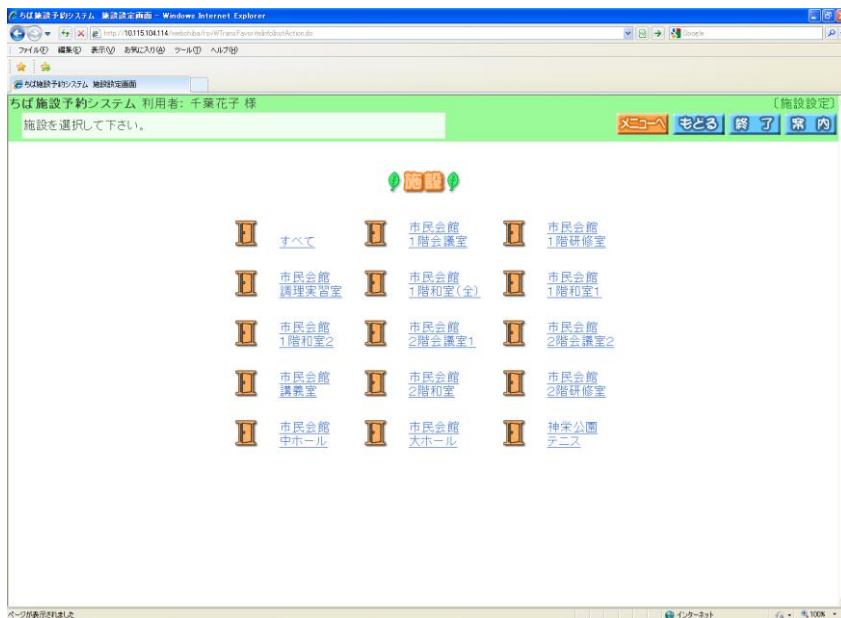 ちば施設予約システム 施設設定画面 - Windows Internet Explorer
http://10.115.104.114/webchiba/rsvWTransFavoriteInfoInstAction.do
Google
ファイル(F) 編集(E) 表示(V) お気に入り(A) ツール(T) ヘルプ(H)
ちば施設予約システム 施設設定画面
ちば施設予約システム 利用者: 千葉花子 様 〔施設設定〕
施設を選択して下さい。
メニューへ もどる 終了 案内
施設
すべて
市民会館
1階会議室
市民会館
1階研修室
市民会館
調理実習室
市民会館
1階和室(全)
市民会館
1階和室1
市民会館
1階和室2
市民会館
2階会議室1
市民会館
2階会議室2
市民会館
講義室
市民会館
2階和室
市民会館
2階研修室
市民会館
中ホール
市民会館
大ホール
神栄公園
テニス
ページが表示されました インターネット 100%